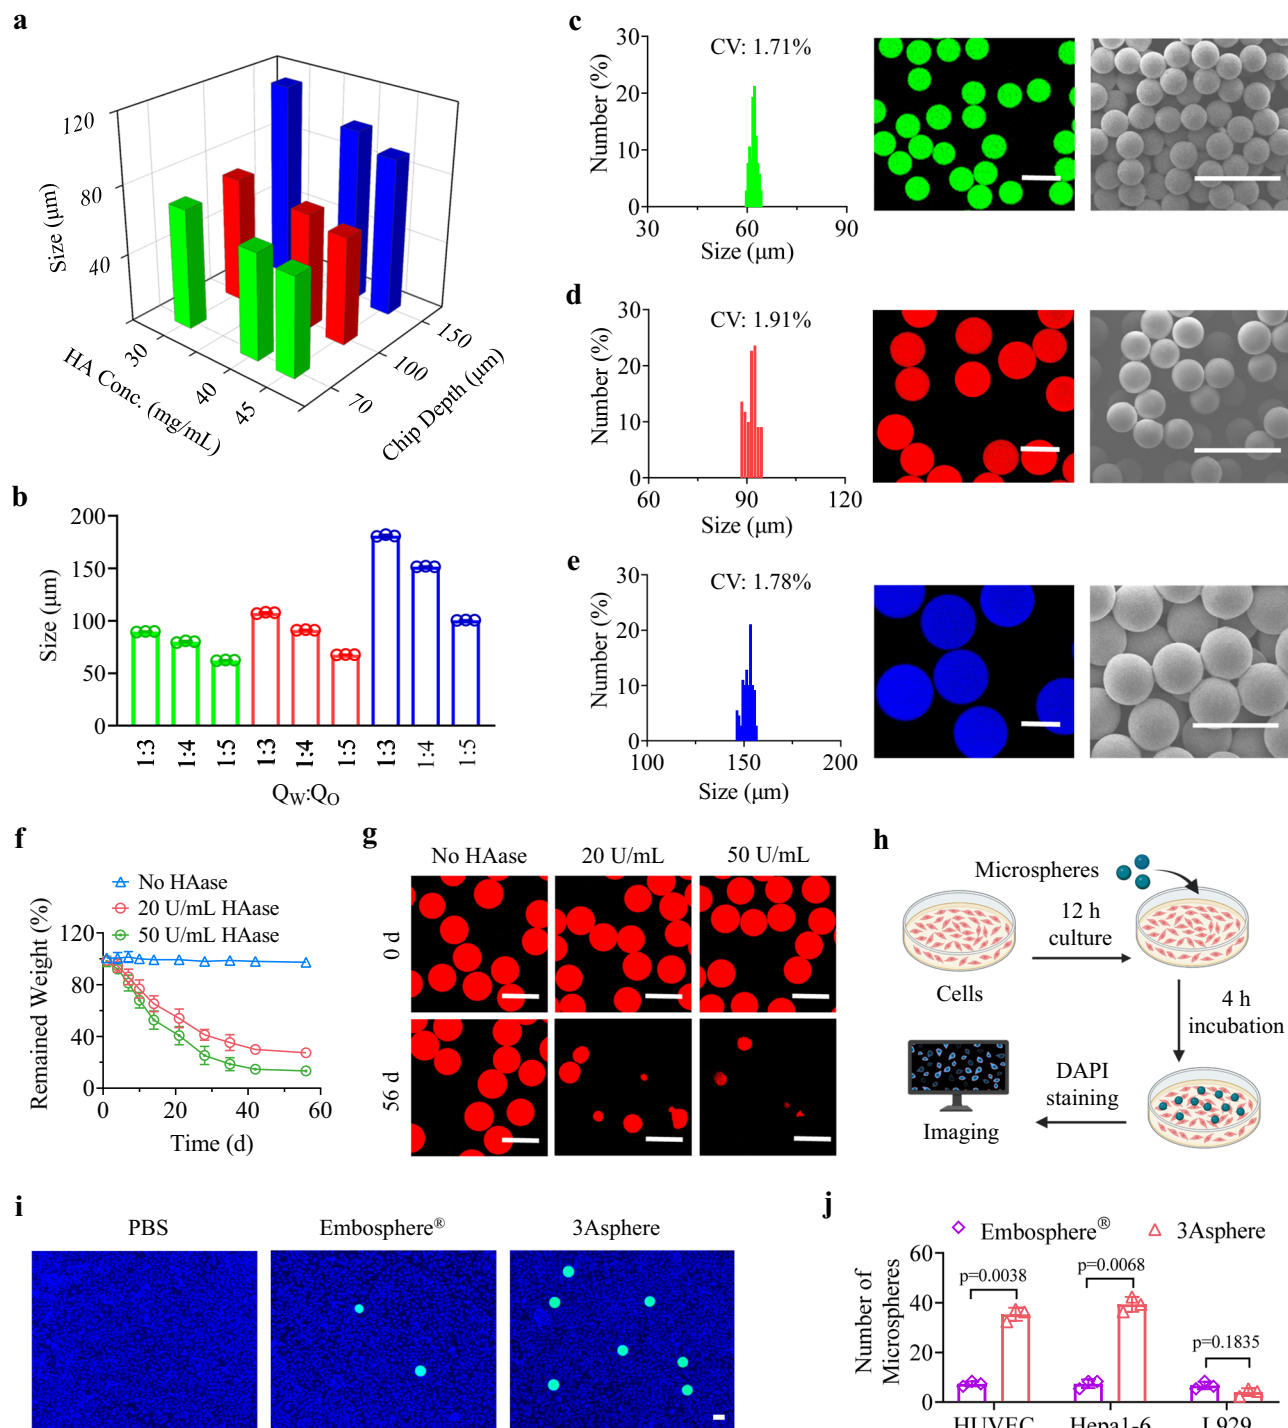 a
120
80
40
Size (μm)
30
40
45
HA Conc. (mg/mL)
70
100
150
Chip Depth (μm)
b
200
150
100
50
0
Size (μm)
1:3
1:4
1:5
1:3
1:4
1:5
1:3
1:4
1:5
QW:QO
c
30
20
10
0
Number (%)
CV: 1.71%
30
60
90
Size (μm)
d
30
20
10
0
Number (%)
CV: 1.91%
60
90
120
Size (μm)
e
30
20
10
0
Number (%)
CV: 1.78%
100
150
200
Size (μm)
f
No HAase
20 U/mL HAase
50 U/mL HAase
120
80
40
0
Remained Weight (%)
0
20
40
60
Time (d)
g
No HAase
20 U/mL
50 U/mL
0 d
56 d
h
Microspheres
12 h
culture
Cells
4 h
incubation
DAPI
staining
Imaging
i
PBS
Embosphere®
3Asphere
j
Embosphere®
3Asphere
60
40
20
0
Number of
Microspheres
p=0.0038
p=0.0068
p=0.1835
HUVEC
Hepa1-6
L929